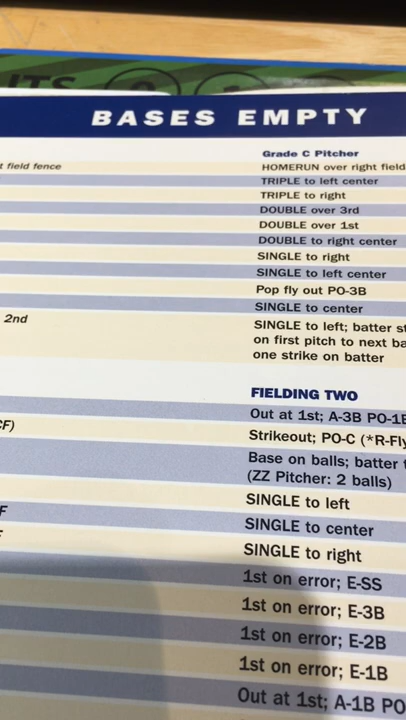 ITS
BASES EMPTY
Grade C Pitcher
t field fence HOMERUN over right field
TRIPLE to left center
TRIPLE to right
DOUBLE over 3rd
DOUBLE over 1st
DOUBLE to right center
SINGLE to right
SINGLE to left center
Pop fly out PO-3B
SINGLE to center
2nd SINGLE to left; batter st
on first pitch to next ba
one strike on batter
FIELDING TWO
Out at 1st; A-3B PO-1B
CF) Strikeout; PO-C (*R-Fly
Base on balls; batter t
(ZZ Pitcher: 2 balls)
SINGLE to left
F SINGLE to center
F SINGLE to right
1st on error; E-SS
1st on error; E-3B
1st on error; E-2B
1st on error; E-1B
Out at 1st; A-1B PO